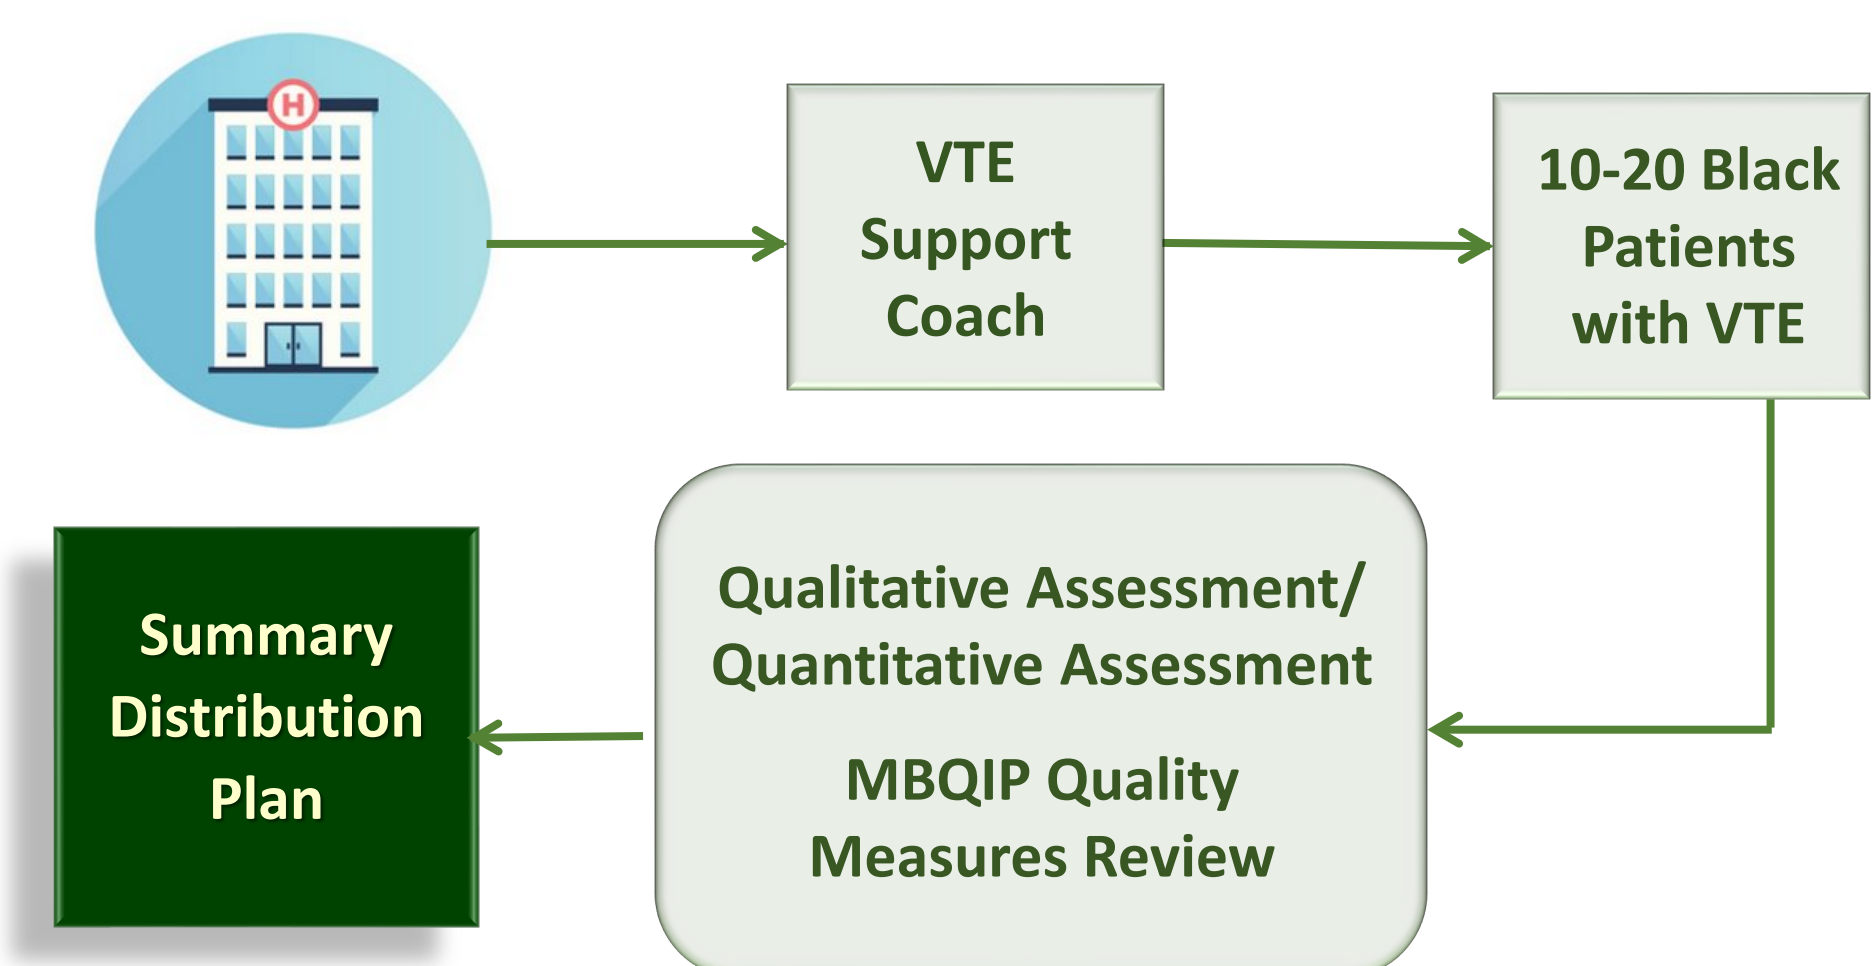 H
VTE
Support
Coach
10-20 Black
Patients
with VTE
Qualitative Assessment/
Quantitative Assessment
MBQIP Quality
Measures Review
Summary
Distribution
Plan